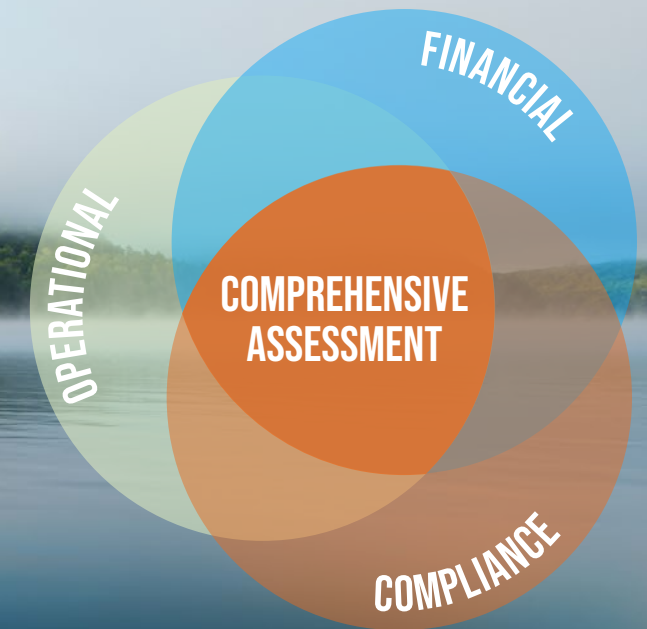 FINANCIAL
OPERATIONAL
COMPREHENSIVE
ASSESSMENT
COMPLIANCE